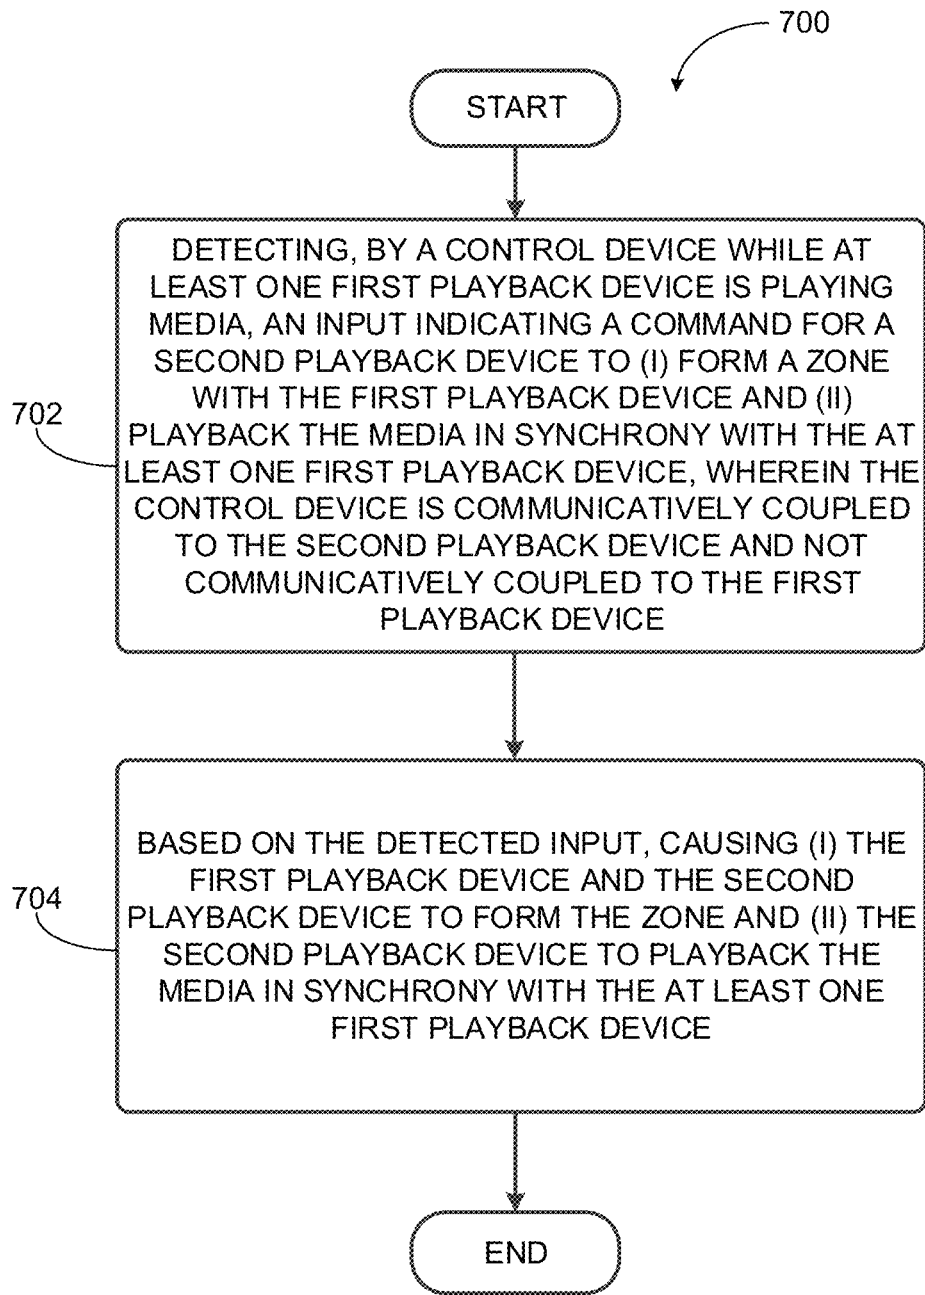 700
START
DETECTING, BY A CONTROL DEVICE WHILE AT
LEAST ONE FIRST PLAYBACK DEVICE IS PLAYING
MEDIA, AN INPUT INDICATING A COMMAND FOR A
SECOND PLAYBACK DEVICE TO (I) FORM A ZONE
WITH THE FIRST PLAYBACK DEVICE AND (II)
PLAYBACK THE MEDIA IN SYNCHRONY WITH THE AT
LEAST ONE FIRST PLAYBACK DEVICE, WHEREIN THE
CONTROL DEVICE IS COMMUNICATIVELY COUPLED
TO THE SECOND PLAYBACK DEVICE AND NOT
COMMUNICATIVELY COUPLED TO THE FIRST
PLAYBACK DEVICE
702
BASED ON THE DETECTED INPUT, CAUSING (I) THE
FIRST PLAYBACK DEVICE AND THE SECOND
PLAYBACK DEVICE TO FORM THE ZONE AND (II) THE
SECOND PLAYBACK DEVICE TO PLAYBACK THE
MEDIA IN SYNCHRONY WITH THE AT LEAST ONE
FIRST PLAYBACK DEVICE
704
END